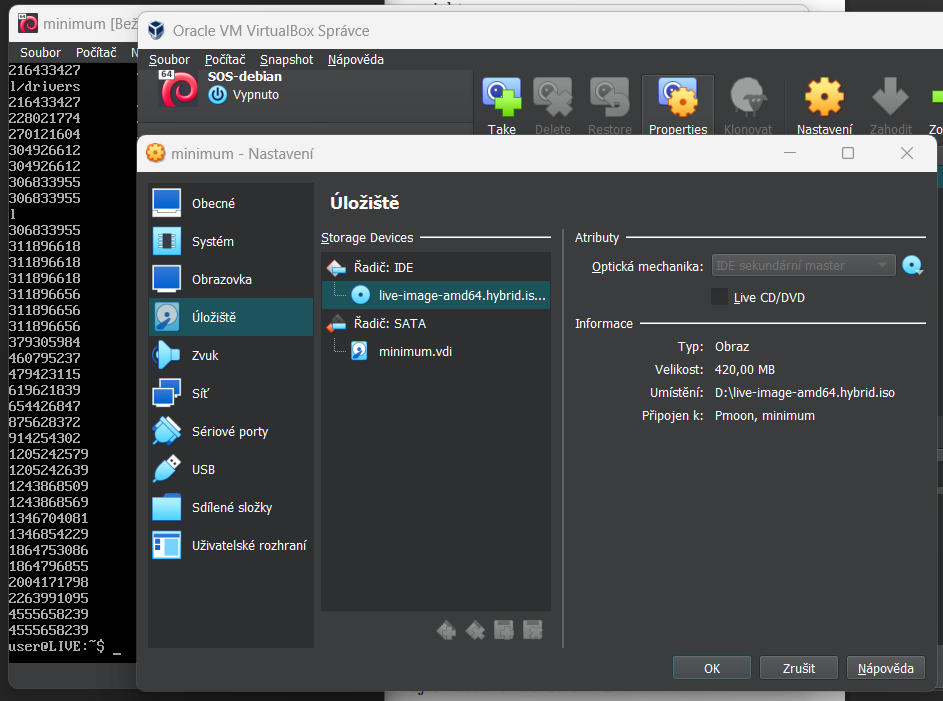 minimum [Bež
Soubor Počítač N
216433427
l/drivers
216433427
228021774
270121604
304926612
304926612
306833955
306833955
l
306833955
311896618
311896618
311896618
311896656
311896656
311896656
379305984
460795237
479423115
619621839
654426847
875628372
914254302
1205242579
1205242639
1243868509
1243868569
1346704081
1346854229
1864753086
1864796855
2004171798
2263991095
4555658239
4555658239
user@LIVE:~$ _
Oracle VM VirtualBox Správce
Soubor Počítač Snapshot Nápověda
64
SOS-debian
Vypnuto
Take Delete Restore Properties Klonovat Nastavení Zahodit Zo
minimum - Nastavení
Obecné
Systém
Obrazovka
Úložiště
Zvuk
Síť
Sériové porty
USB
Sdílené složky
Uživatelské rozhraní
Úložiště
Storage Devices
Řadič: IDE
live-image-amd64.hybrid.is...
Řadič: SATA
minimum.vdi
Atributy
Optická mechanika: IDE sekundární master
Live CD/DVD
Informace
Typ: Obraz
Velikost: 420,00 MB
Umístění: D:\live-image-amd64.hybrid.iso
Připojen k: Pmoon, minimum
OK Zrušit Nápověda